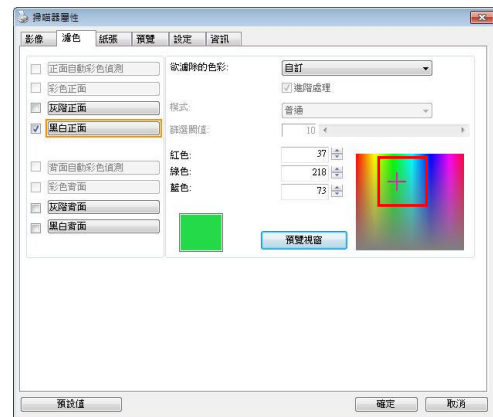 掃瞄器屬性
影像 濾色 紙張 預覽 設定 資訊
正面自動彩色偵測
彩色正面
灰階正面
黑白正面
背面自動彩色偵測
彩色背面
灰階背面
黑白背面
欲濾除的色彩: 自訂
進階處理
模式: 普通
篩選閥值: 10
紅色: 37
綠色: 218
藍色: 73
預覽視窗
預設值 確定 取消